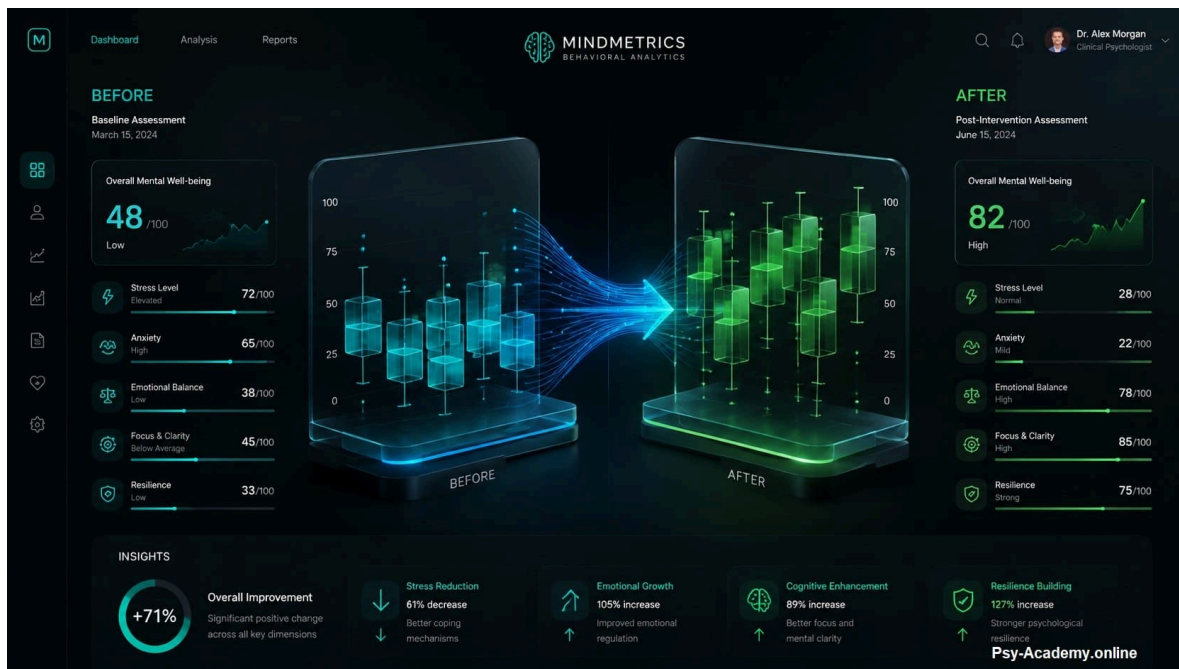 M
Dashboard
Analysis
Reports
MINDMETRICS
BEHAVIORAL ANALYTICS
Dr. Alex Morgan
Clinical Psychologist
BEFORE
Baseline Assessment
March 15, 2024
Overall Mental Well-being
48 /100
Low
Stress Level
Elevated
72/100
Anxiety
High
65/100
Emotional Balance
Low
38/100
Focus & Clarity
Below Average
45/100
Resilience
Low
33/100
100
75
50
25
0
BEFORE
100
75
50
25
0
AFTER
AFTER
Post-Intervention Assessment
June 15, 2024
Overall Mental Well-being
82 /100
High
Stress Level
Normal
28/100
Anxiety
Mild
22/100
Emotional Balance
High
78/100
Focus & Clarity
High
85/100
Resilience
Strong
75/100
INSIGHTS
+71%
Overall Improvement
Significant positive change
across all key dimensions
Stress Reduction
61% decrease
Better coping
mechanisms
Emotional Growth
105% increase
Improved emotional
regulation
Cognitive Enhancement
89% increase
Better focus and
mental clarity
Resilience Building
127% increase
Stronger psychological
resilience
Psy-Academy.online